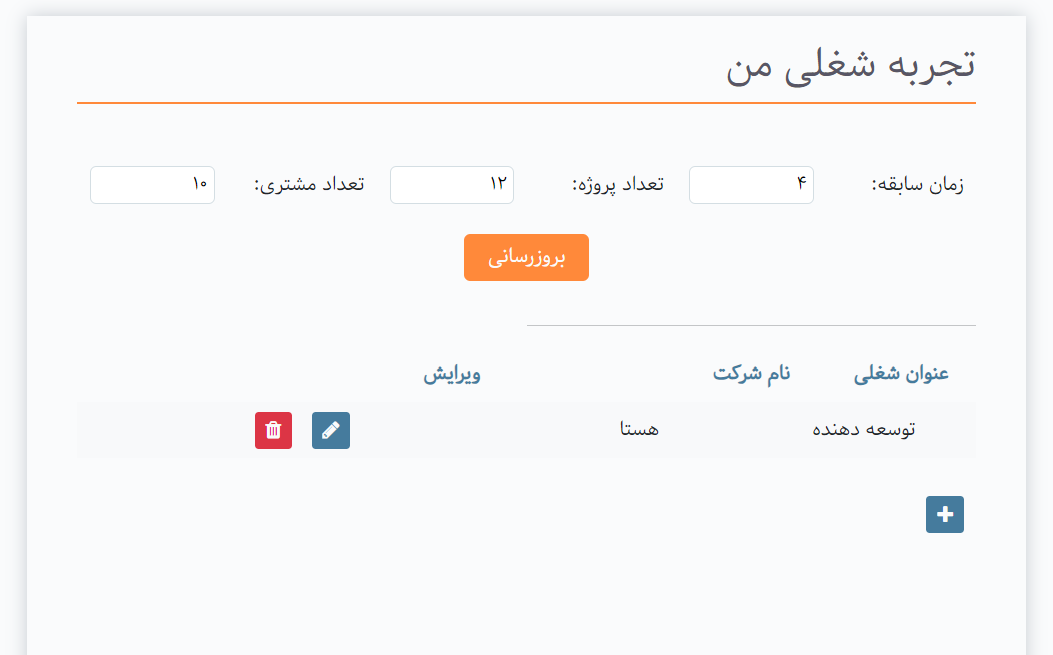 تجربه شغلی من
زمان سابقه: ۴ تعداد پروژه: ۱۲ تعداد مشتری: ۱۰
بروزرسانی
عنوان شغلی نام شرکت ویرایش
توسعه دهنده هستا